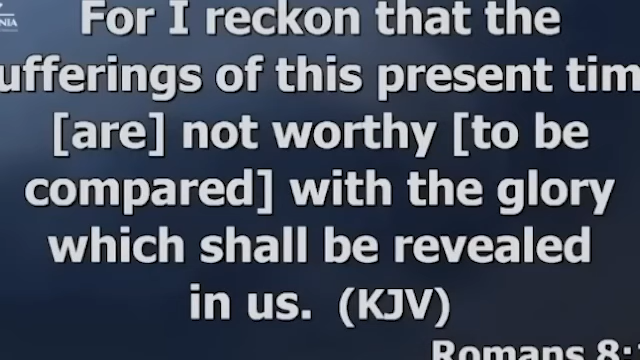 For I reckon that the
ufferings of this present tim
[are] not worthy [to be
compared] with the glory
which shall be revealed
in us. (KJV)
Romans 8: